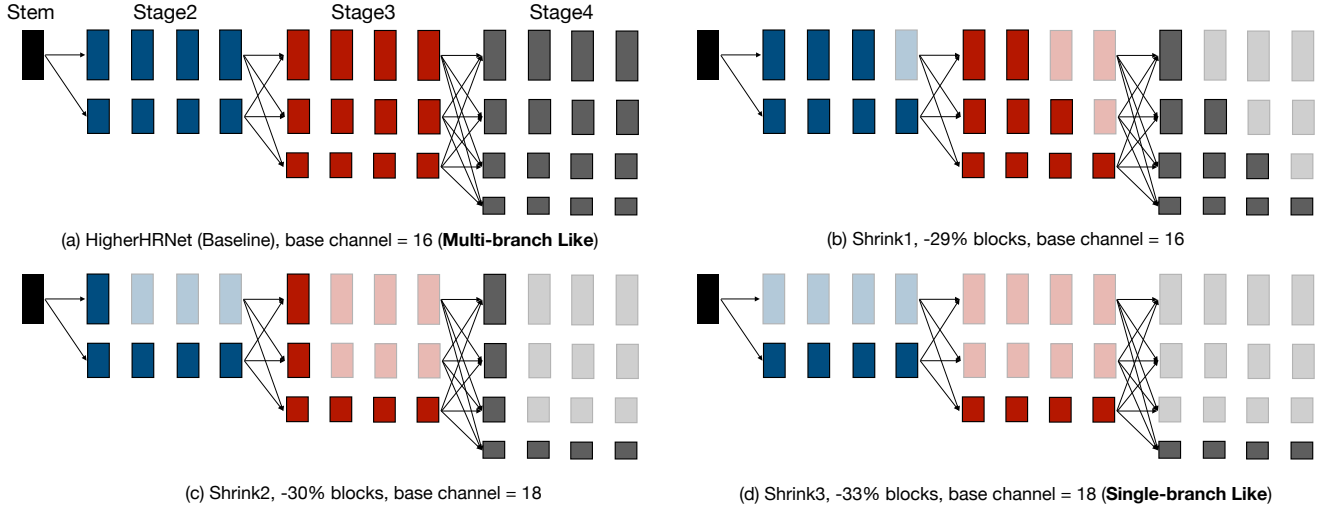 Stem Stage2 Stage3 Stage4
(a) HigherHRNet (Baseline), base channel = 16 (Multi-branch Like)
(b) Shrink1, -29% blocks, base channel = 16
(c) Shrink2, -30% blocks, base channel = 18
(d) Shrink3, -33% blocks, base channel = 18 (Single-branch Like)